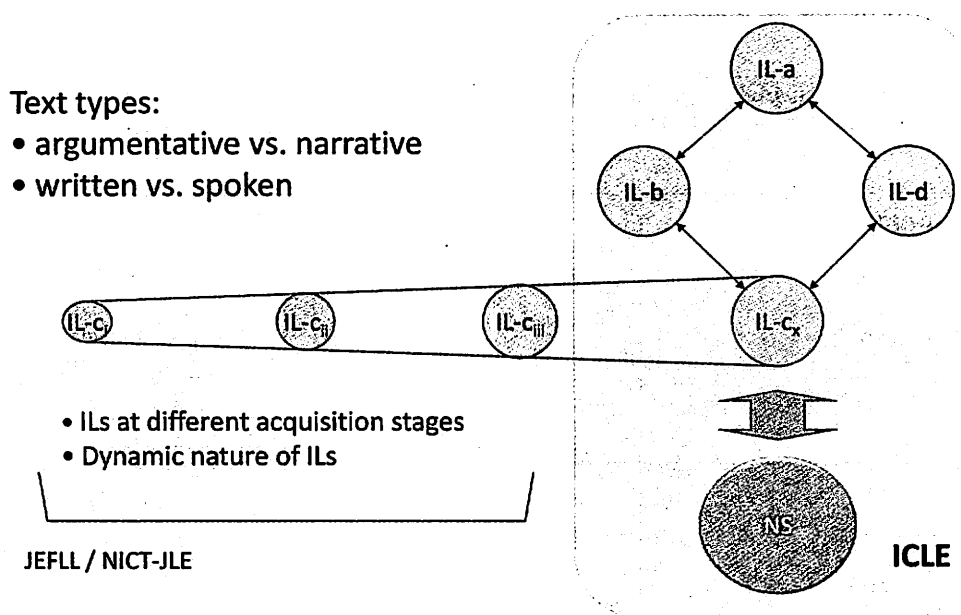 IL-a
Text types:
• argumentative vs. narrative
• written vs. spoken
IL-b
IL-d
IL-cᵢ
IL-cᵢᵢ
IL-cᵢᵢᵢ
IL-cₓ
• ILs at different acquisition stages
• Dynamic nature of ILs
NS
JEFLL / NICT-JLE
ICLE